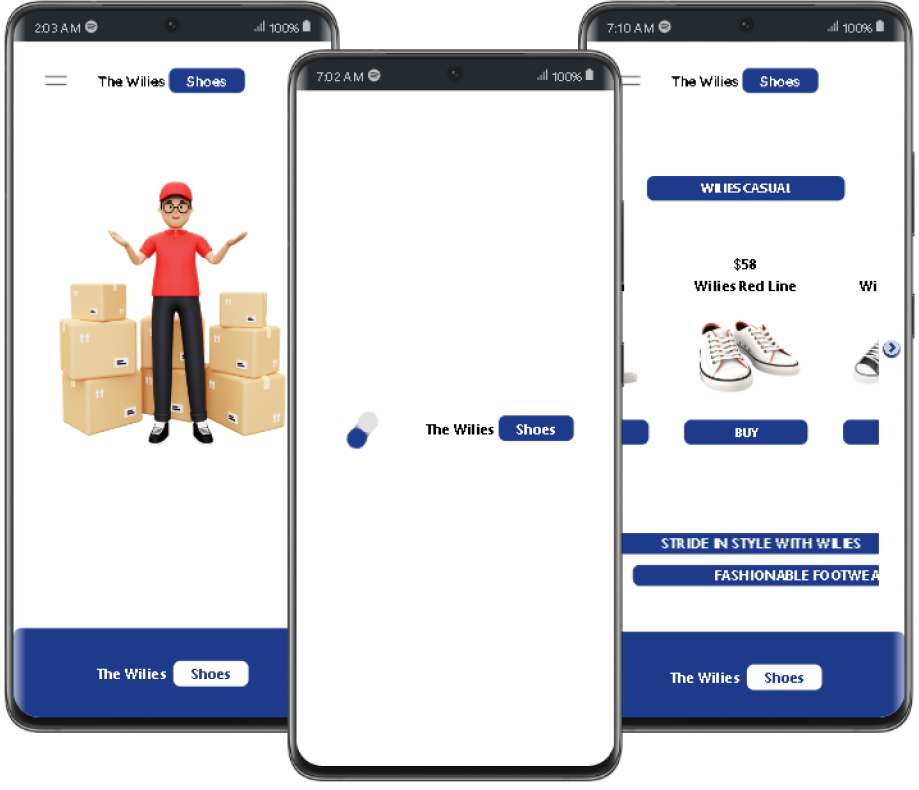 2:03 AM 100%
The Wilies Shoes
The Wilies Shoes
7:02 AM 100%
The Wilies Shoes
7:10 AM 100%
The Wilies Shoes
WILIES CASUAL
$58
Wilies Red Line
Wi
BUY
STRIDE IN STYLE WITH WILIES
FASHIONABLE FOOTWEA
The Wilies Shoes